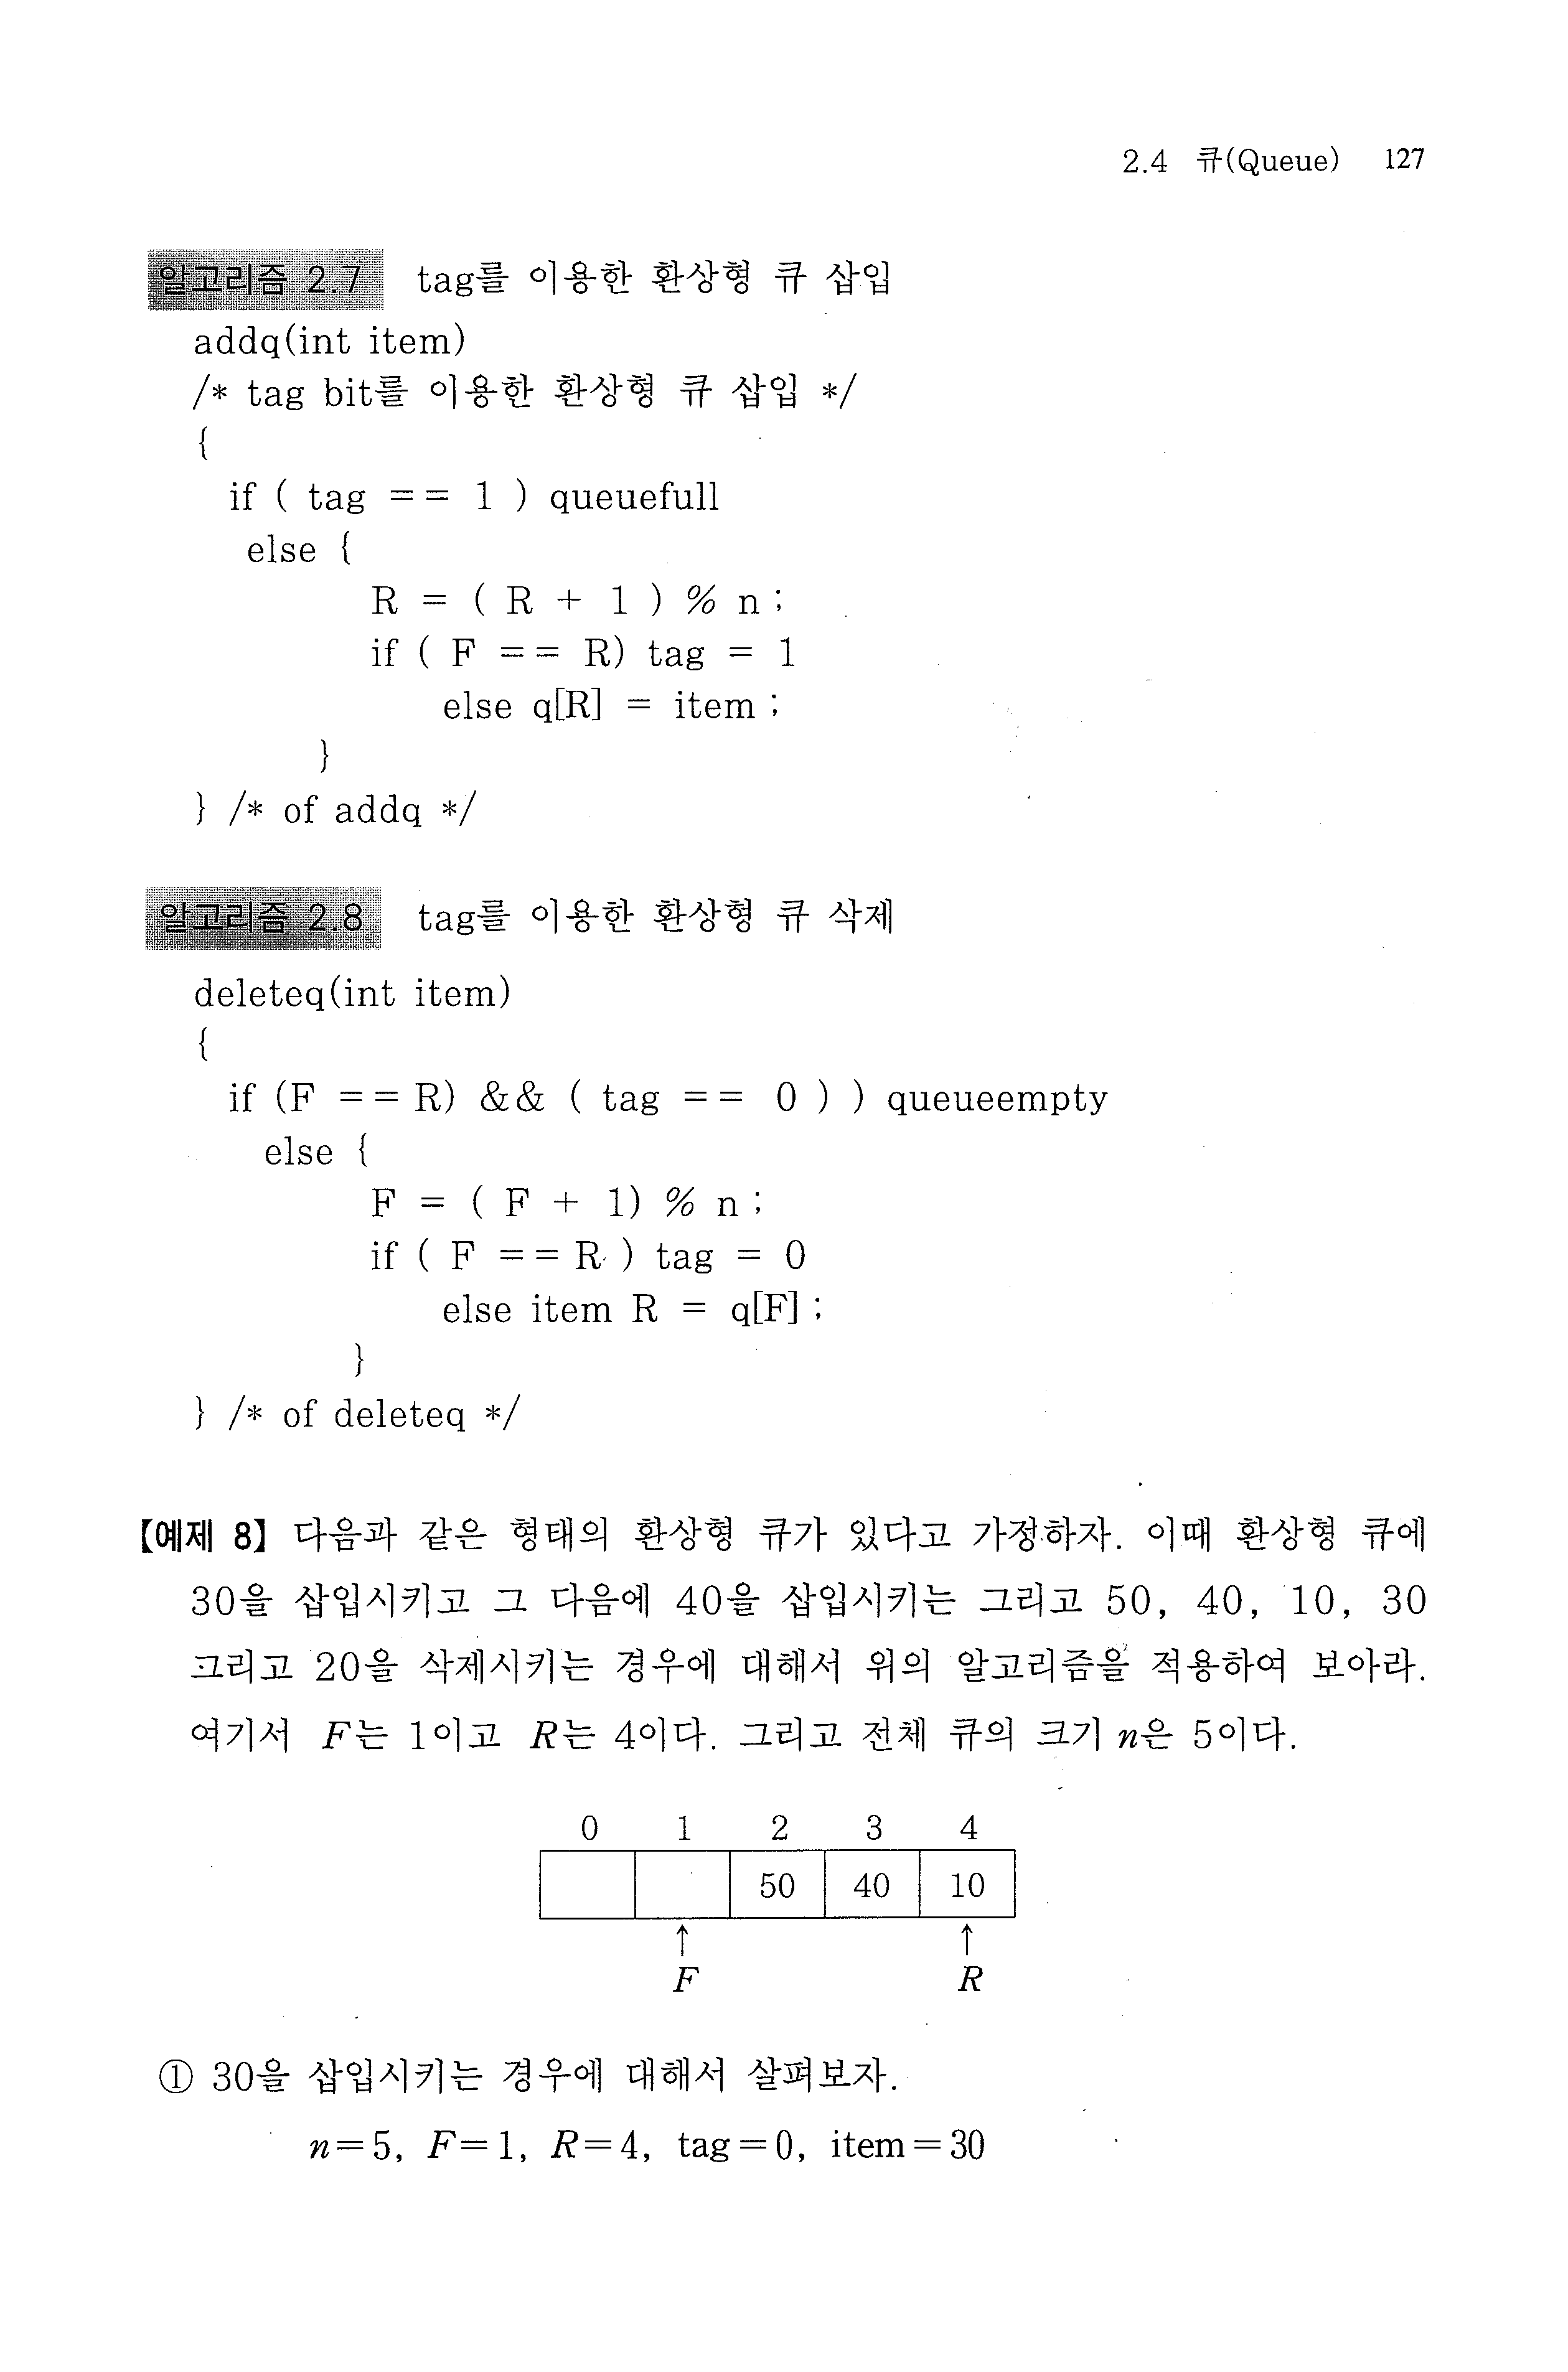 2.4 큐(Queue) 127
알고리즘 2.7 tag를 이용한 환상형 큐 삽입
addq(int item)
/* tag bit를 이용한 환상형 큐 삽입 */
{
if ( tag == 1 ) queuefull
else {
R = ( R + 1 ) % n ;
if ( F == R) tag = 1
else q[R] = item ;
}
} /* of addq */
알고리즘 2.8 tag를 이용한 환상형 큐 삭제
deleteq(int item)
{
if (F == R) && ( tag == 0 ) ) queueempty
else {
F = ( F + 1) % n ;
if ( F == R ) tag = 0
else item R = q[F] ;
}
} /* of deleteq */
【예제 8】 다음과 같은 형태의 환상형 큐가 있다고 가정하자. 이때 환상형 큐에
30을 삽입시키고 그 다음에 40을 삽입시키는 그리고 50, 40, 10, 30
그리고 20을 삭제시키는 경우에 대해서 위의 알고리즘을 적용하여 보아라.
여기서 F는 1이고 R는 4이다. 그리고 전체 큐의 크기 n은 5이다.
0 1 2 3 4
50 40 10
↑ ↑
F R
① 30을 삽입시키는 경우에 대해서 살펴보자.
n=5, F=1, R=4, tag=0, item=30